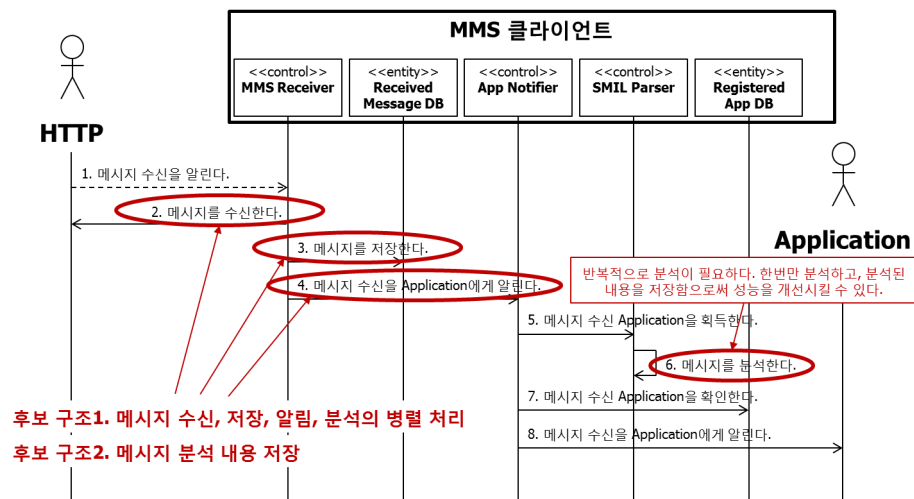 MMS 클라이언트
<<control>>
MMS Receiver
<<entity>>
Received
Message DB
<<control>>
App Notifier
<<control>>
SMIL Parser
<<entity>>
Registered
App DB
HTTP
Application
1. 메시지 수신을 알린다.
2. 메시지를 수신한다.
3. 메시지를 저장한다.
4. 메시지 수신을 Application에게 알린다.
반복적으로 분석이 필요하다. 한번만 분석하고, 분석된
내용을 저장함으로써 성능을 개선시킬 수 있다.
5. 메시지 수신 Application을 획득한다.
6. 메시지를 분석한다.
7. 메시지 수신 Application을 확인한다.
8. 메시지 수신을 Application에게 알린다.
후보 구조1. 메시지 수신, 저장, 알림, 분석의 병렬 처리
후보 구조2. 메시지 분석 내용 저장